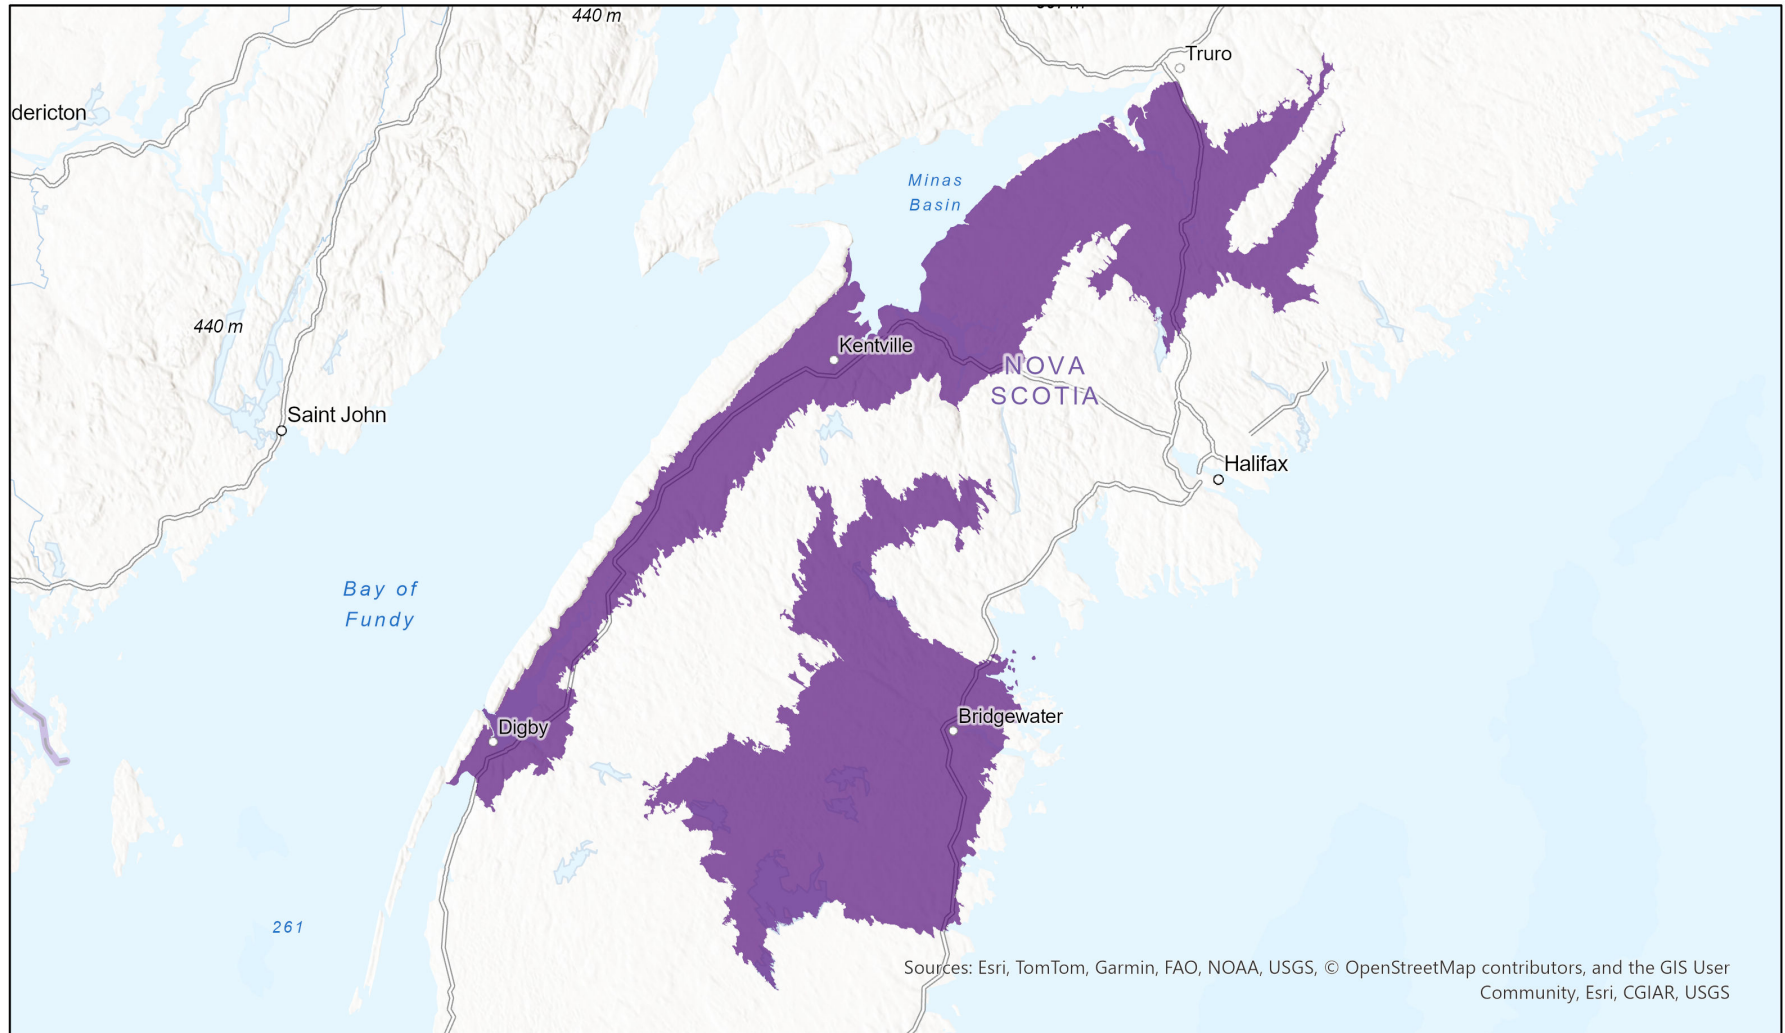 440 m
Truro
dericton
Minas
Basin
440 m
Kentville
NOVA
SCOTIA
Saint John
Halifax
Bay of
Fundy
Bridgewater
Digby
261
Sources: Esri, TomTom, Garmin, FAO, NOAA, USGS, © OpenStreetMap contributors, and the GIS User
Community, Esri, CGIAR, USGS